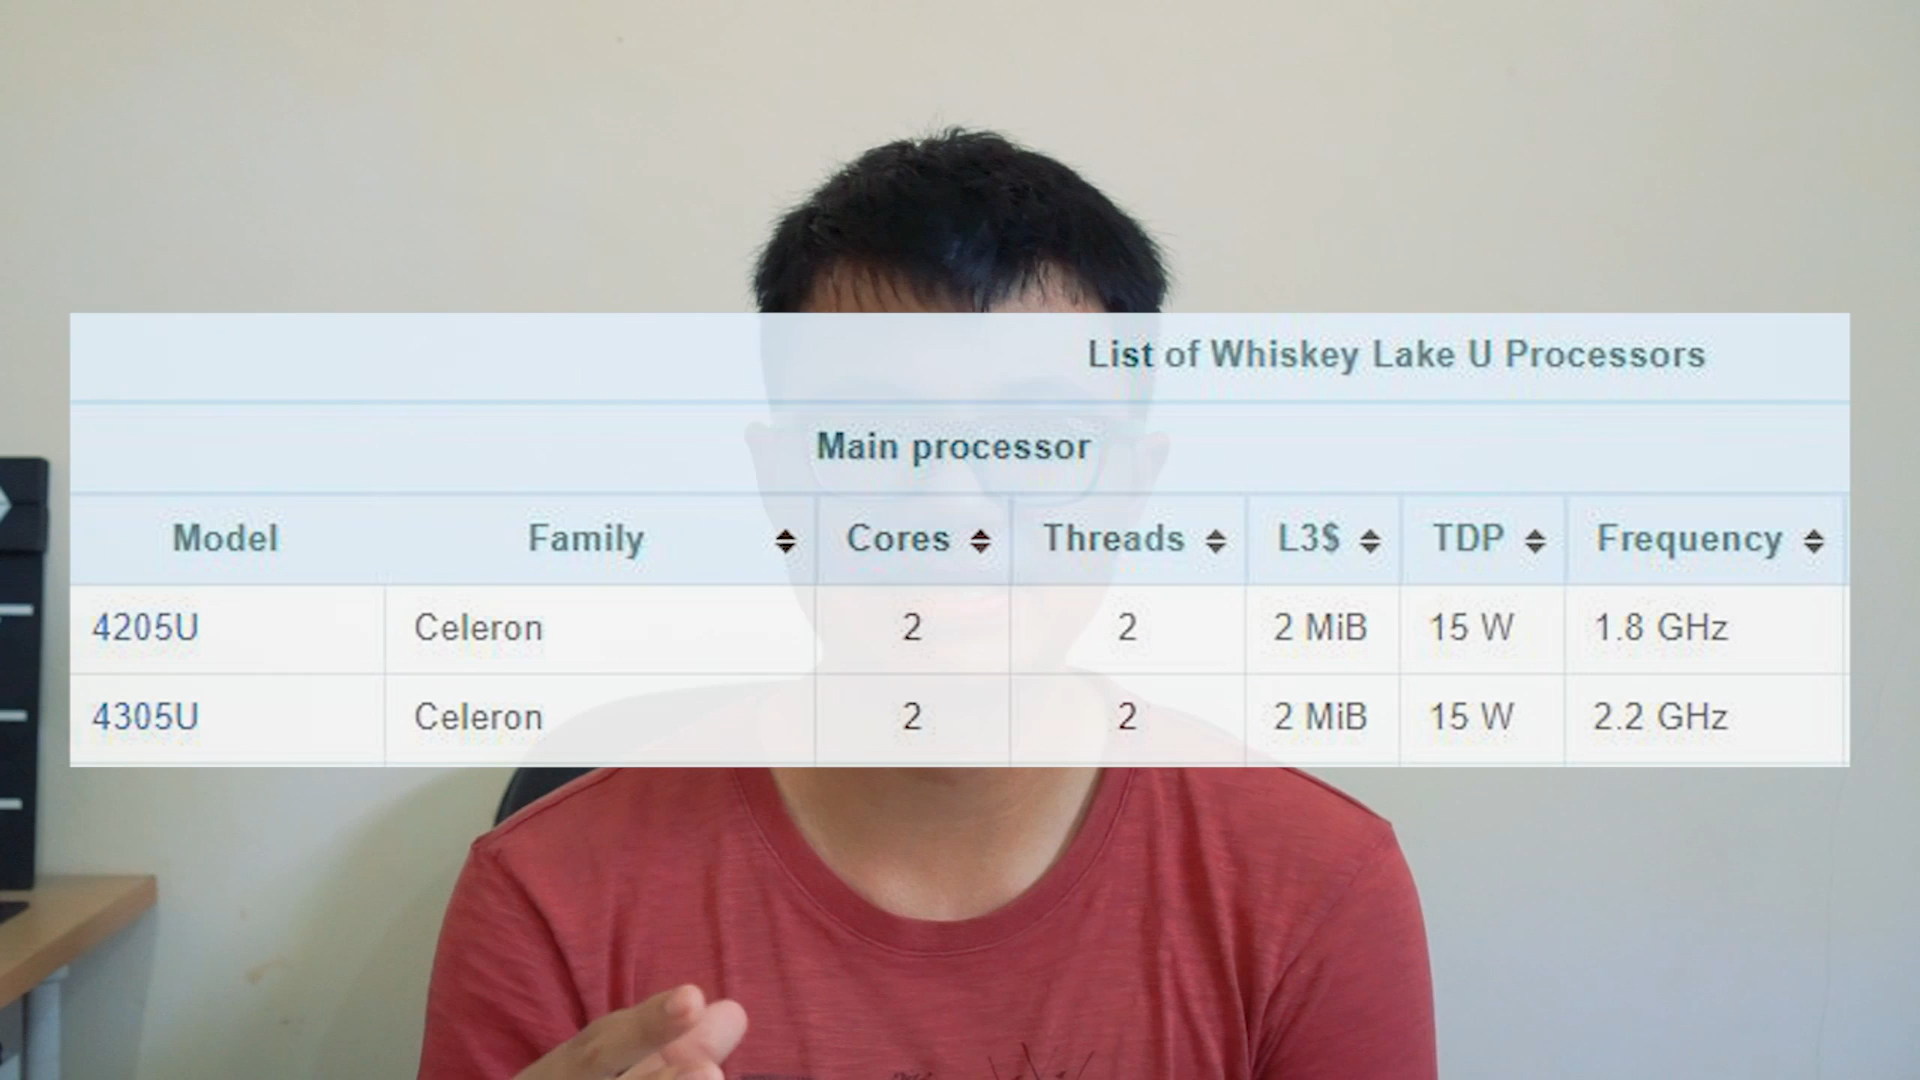 List of Whiskey Lake U Processors
Main processor
Model Family Cores Threads L3$ TDP Frequency
4205U Celeron 2 2 2 MiB 15 W 1.8 GHz
4305U Celeron 2 2 2 MiB 15 W 2.2 GHz